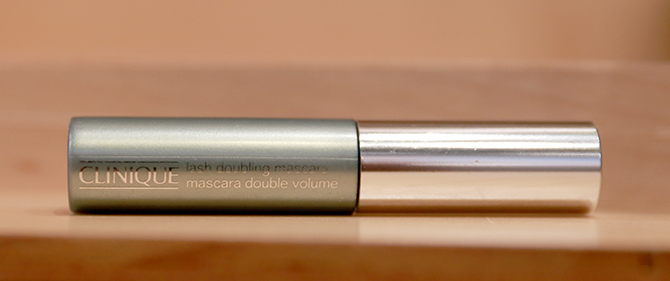 CLINIQUE
lash doubling mascara
mascara double volume